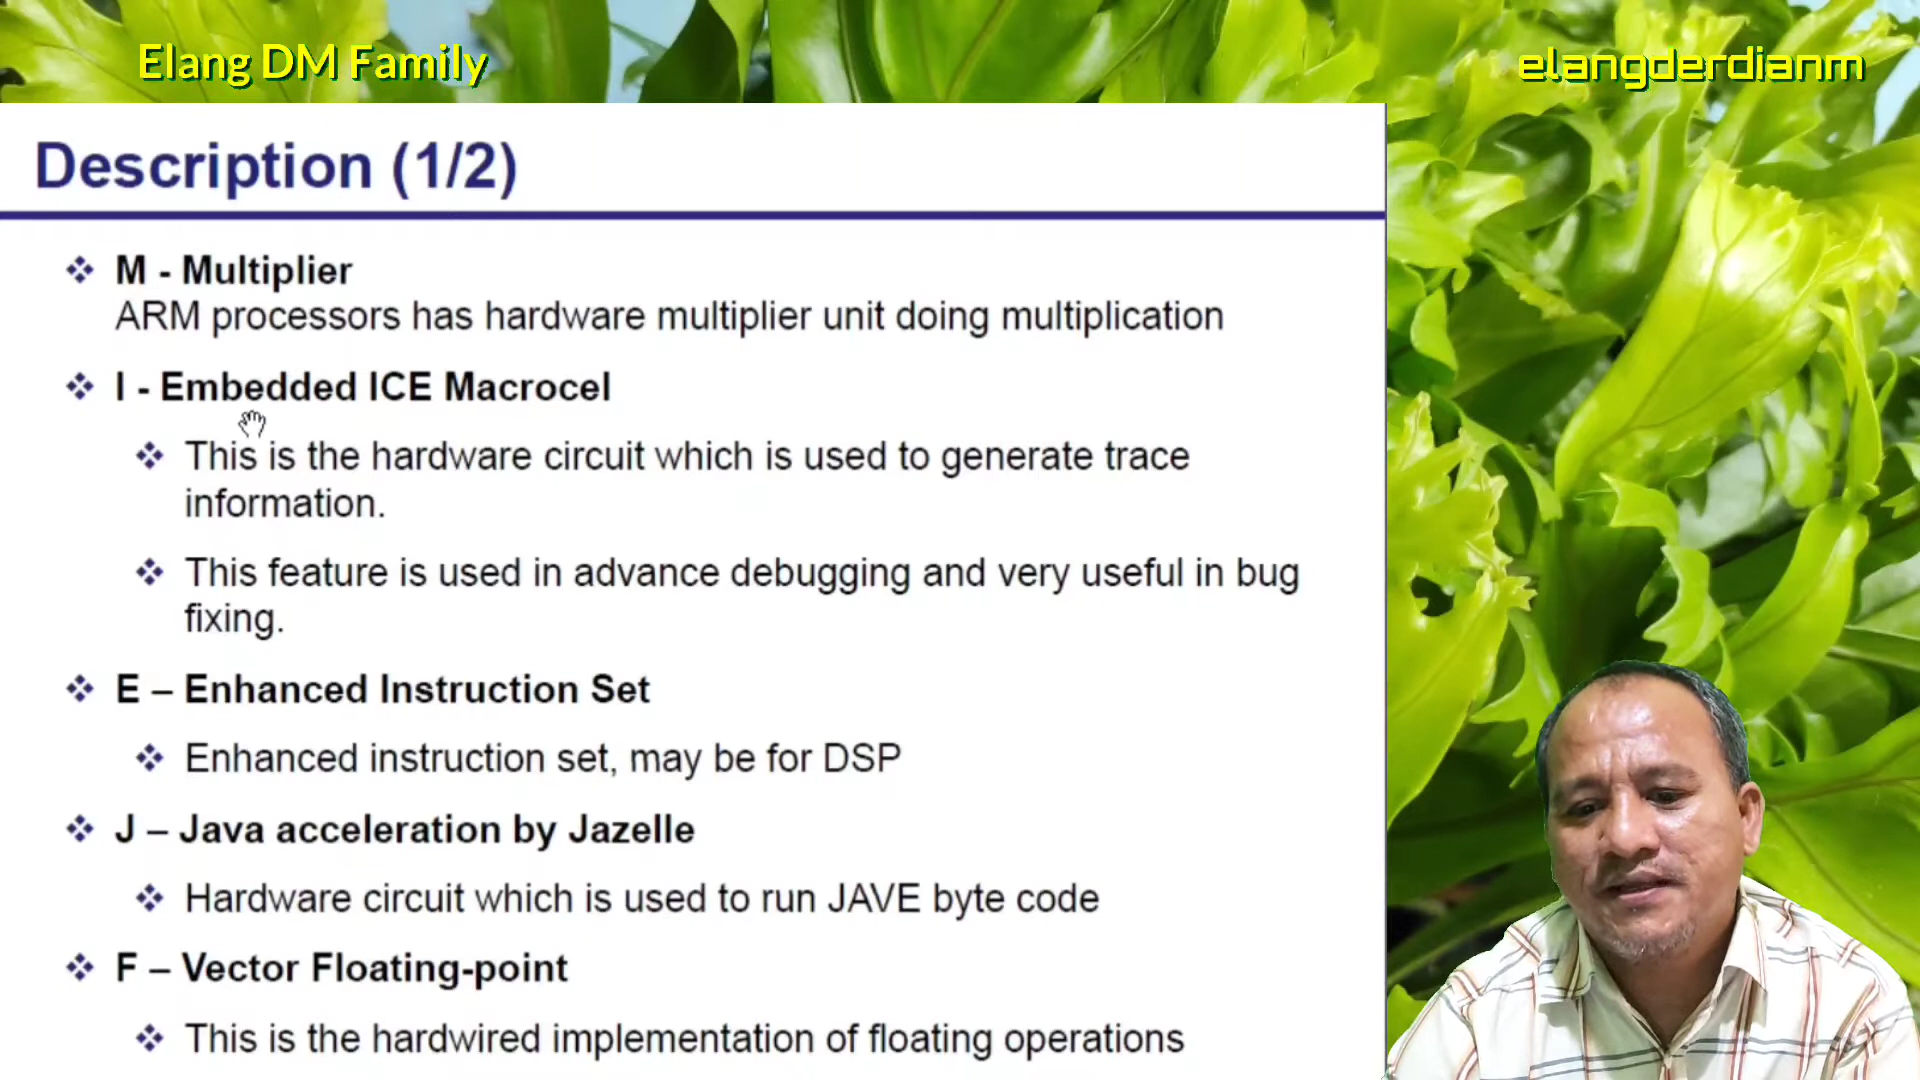 Elang DM Family
elangderdianm
Description (1/2)
M - Multiplier
ARM processors has hardware multiplier unit doing multiplication
I - Embedded ICE Macrocel
This is the hardware circuit which is used to generate trace
information.
This feature is used in advance debugging and very useful in bug
fixing.
E – Enhanced Instruction Set
Enhanced instruction set, may be for DSP
J – Java acceleration by Jazelle
Hardware circuit which is used to run JAVE byte code
F – Vector Floating-point
This is the hardwired implementation of floating operations